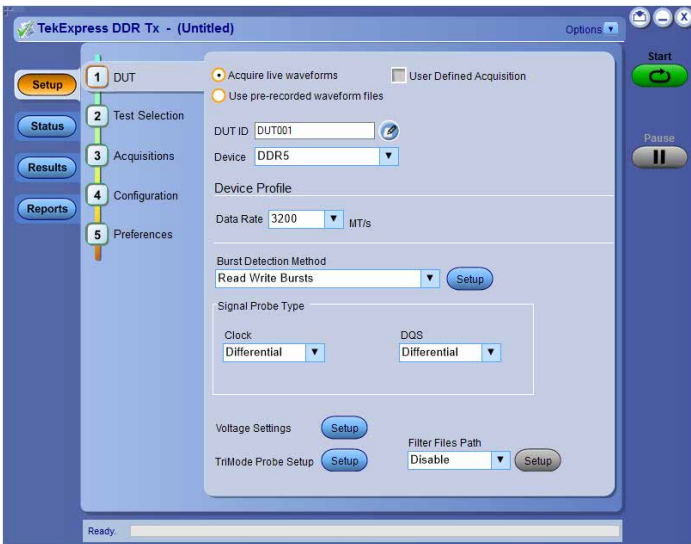 TekExpress DDR Tx - (Untitled)
Options
Start
Pause
Setup
Status
Results
Reports
1 DUT
2 Test Selection
3 Acquisitions
4 Configuration
5 Preferences
Acquire live waveforms
User Defined Acquisition
Use pre-recorded waveform files
DUT ID DUT001
Device DDR5
Device Profile
Data Rate 3200 MT/s
Burst Detection Method
Read Write Bursts Setup
Signal Probe Type
Clock DQS
Differential Differential
Voltage Settings Setup
Filter Files Path
TriMode Probe Setup Setup Disable Setup
Ready.